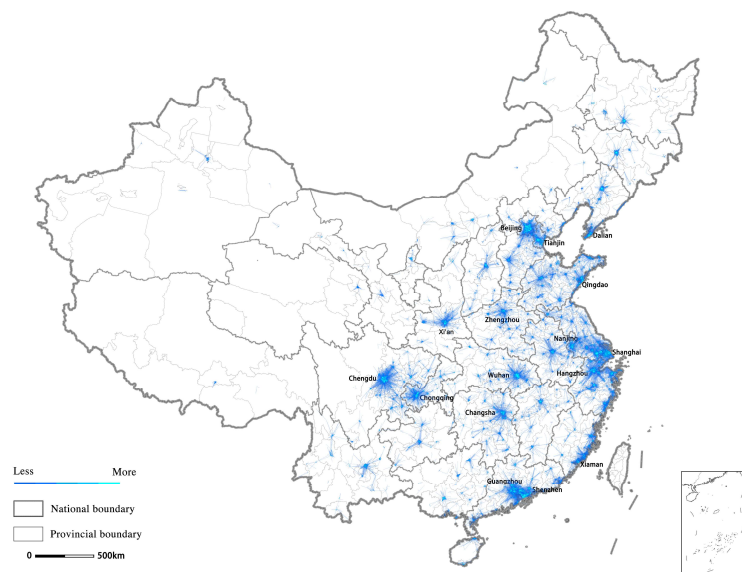 Beijing
Tianjin
Dalian
Qingdao
Zhengzhou
Xi'an
Nanjing
Shanghai
Chengdu
Wuhan
Hangzhou
Chongqing
Changsha
Xiaman
Guangzhou
Shenzhen
Less More
National boundary
Provincial boundary
0 500km